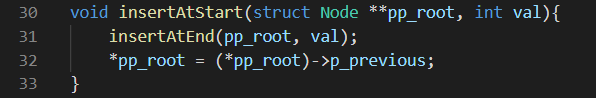 30 void insertAtStart(struct Node **pp_root, int val){
31     insertAtEnd(pp_root, val);
32     *pp_root = (*pp_root)->p_previous;
33 }